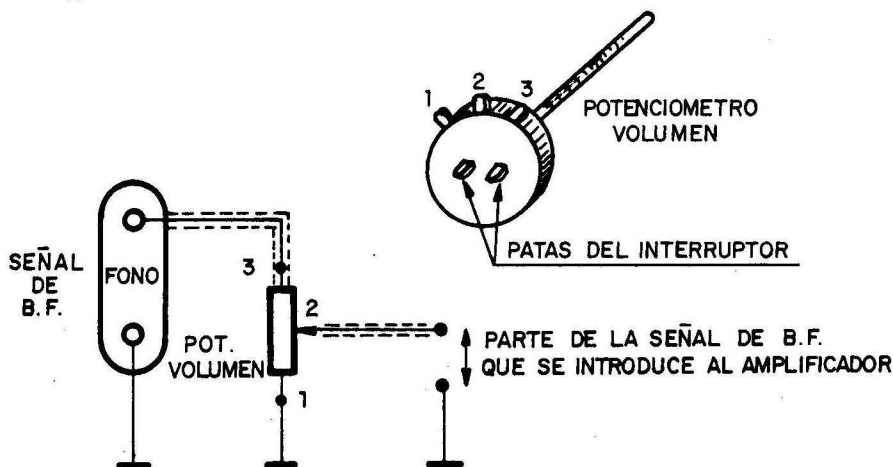 1
2
3
POTENCIOMETRO
VOLUMEN
PATAS DEL INTERRUPTOR
SEÑAL
DE
B.F.
FONO
3
2
POT.
VOLUMEN
1
PARTE DE LA SEÑAL DE B.F.
QUE SE INTRODUCE AL AMPLIFICADOR